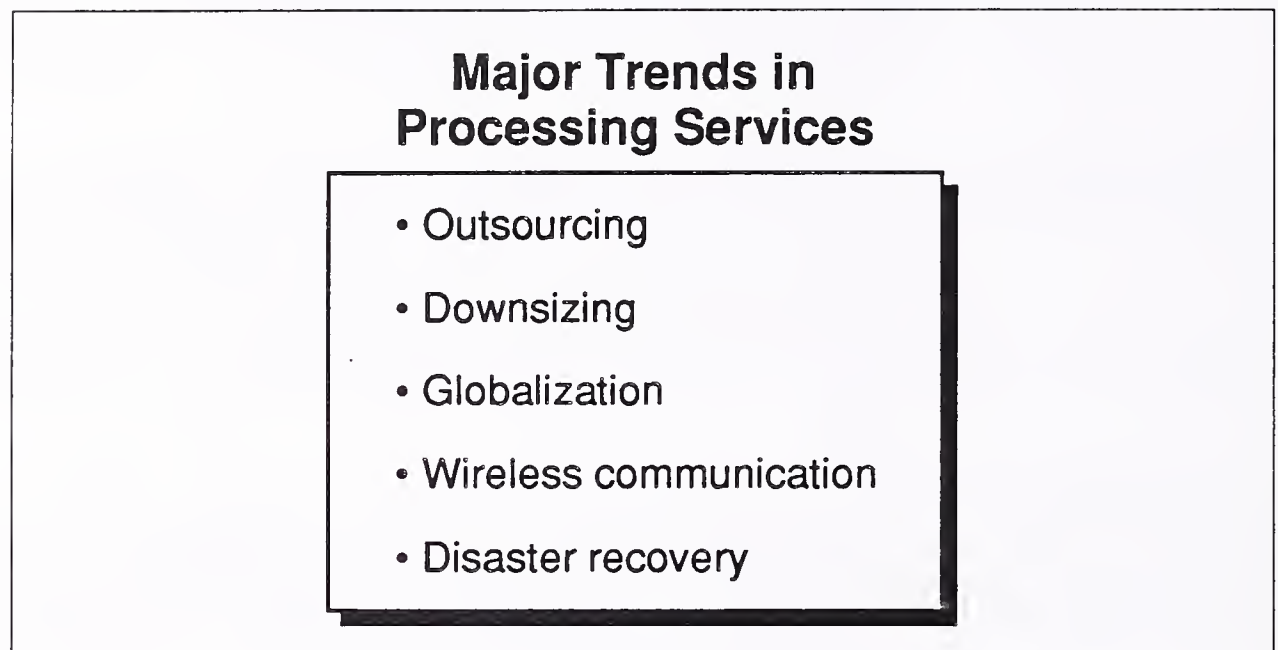 Major Trends in
Processing Services
• Outsourcing
• Downsizing
• Globalization
• Wireless communication
• Disaster recovery